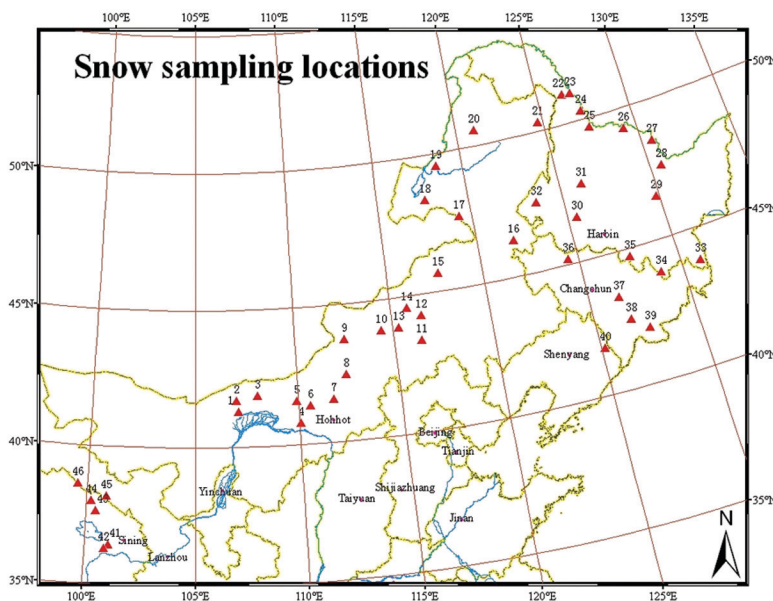 100°E 105°E 110°E 115°E 120°E 125°E 130°E 135°E
Snow sampling locations
50°N
22 23
24
20 21 25 26 27
50°N 19 28
18 31 29
17 32 30
16 Harbin 45°N
36 35 34 33
15
Changchun 37
45°N 14 12 38 39
9 10 13 11
40 40°N
Shenyang
8
2 3 5 6 7
1 4
Hohhot
40°N Beijing
Tianjin
46 45
44 Yinchuan Shijiazhuang
43 Taiyuan 35°N
Jinan N
42 41
Sining
Lanzhou
35°N
100°E 105°E 110°E 115°E 120°E 125°E